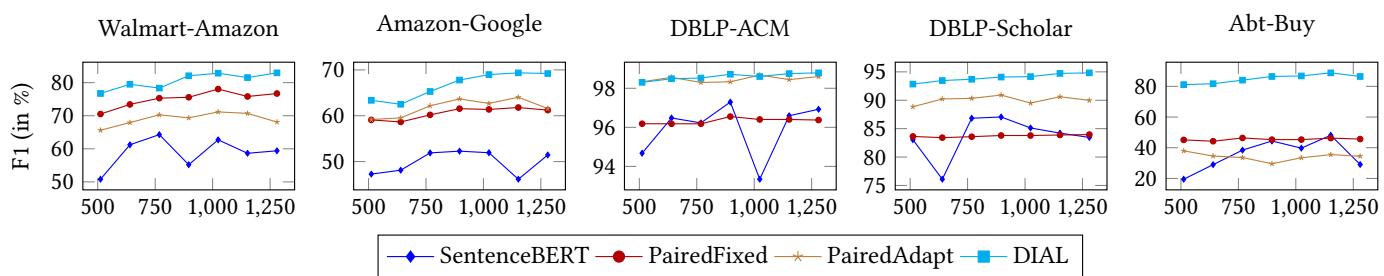 Walmart-Amazon Amazon-Google DBLP-ACM DBLP-Scholar Abt-Buy
F1 (in %)
80
70
60
50
500 750 1,000 1,250
70
60
50
500 750 1,000 1,250
98
96
94
500 750 1,000 1,250
95
90
85
80
75
500 750 1,000 1,250
80
60
40
20
500 750 1,000 1,250
SentenceBERT PairedFixed PairedAdapt DIAL